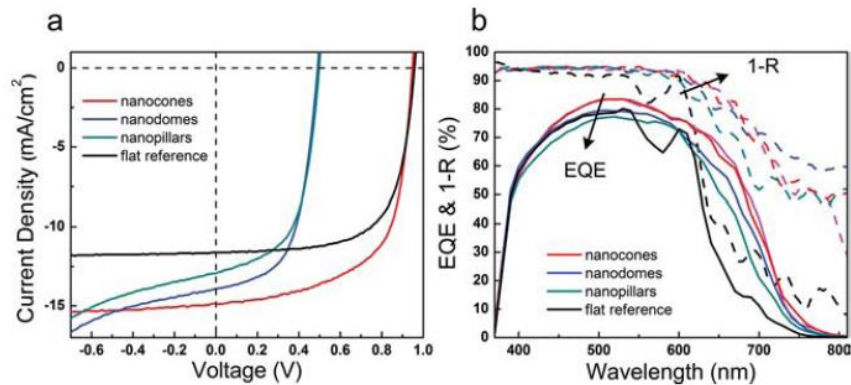 a
0
-5
-10
-15
Current Density (mA/cm²)
nanocones
nanodomes
nanopillars
flat reference
-0.6 -0.4 -0.2 0.0 0.2 0.4 0.6 0.8 1.0
Voltage (V)
b
100
90
80
70
60
50
40
30
20
10
0
EQE & 1-R (%)
1-R
EQE
nanocones
nanodomes
nanopillars
flat reference
400 500 600 700 800
Wavelength (nm)